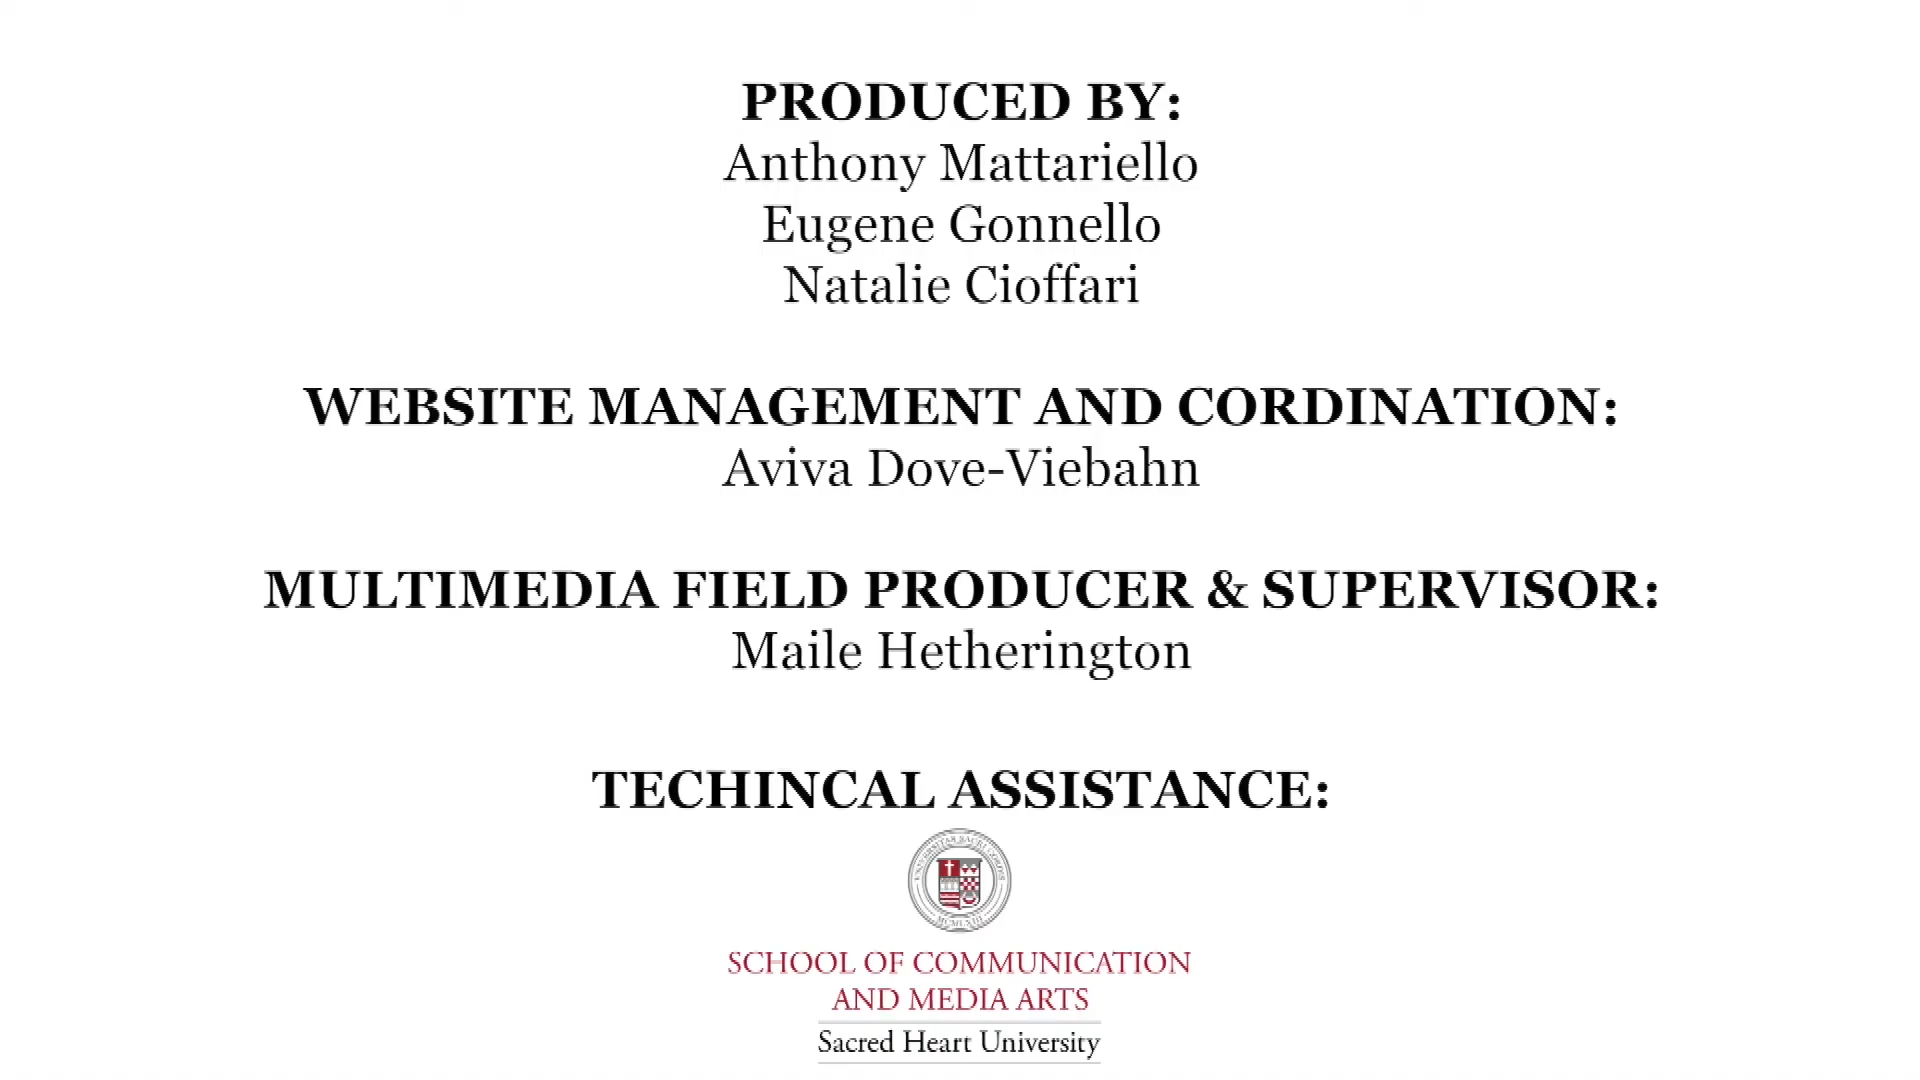 PRODUCED BY:
Anthony Mattariello
Eugene Gonnello
Natalie Cioffari
WEBSITE MANAGEMENT AND CORDINATION:
Aviva Dove-Viebahn
MULTIMEDIA FIELD PRODUCER & SUPERVISOR:
Maile Hetherington
TECHINCAL ASSISTANCE:
SCHOOL OF COMMUNICATION
AND MEDIA ARTS
Sacred Heart University